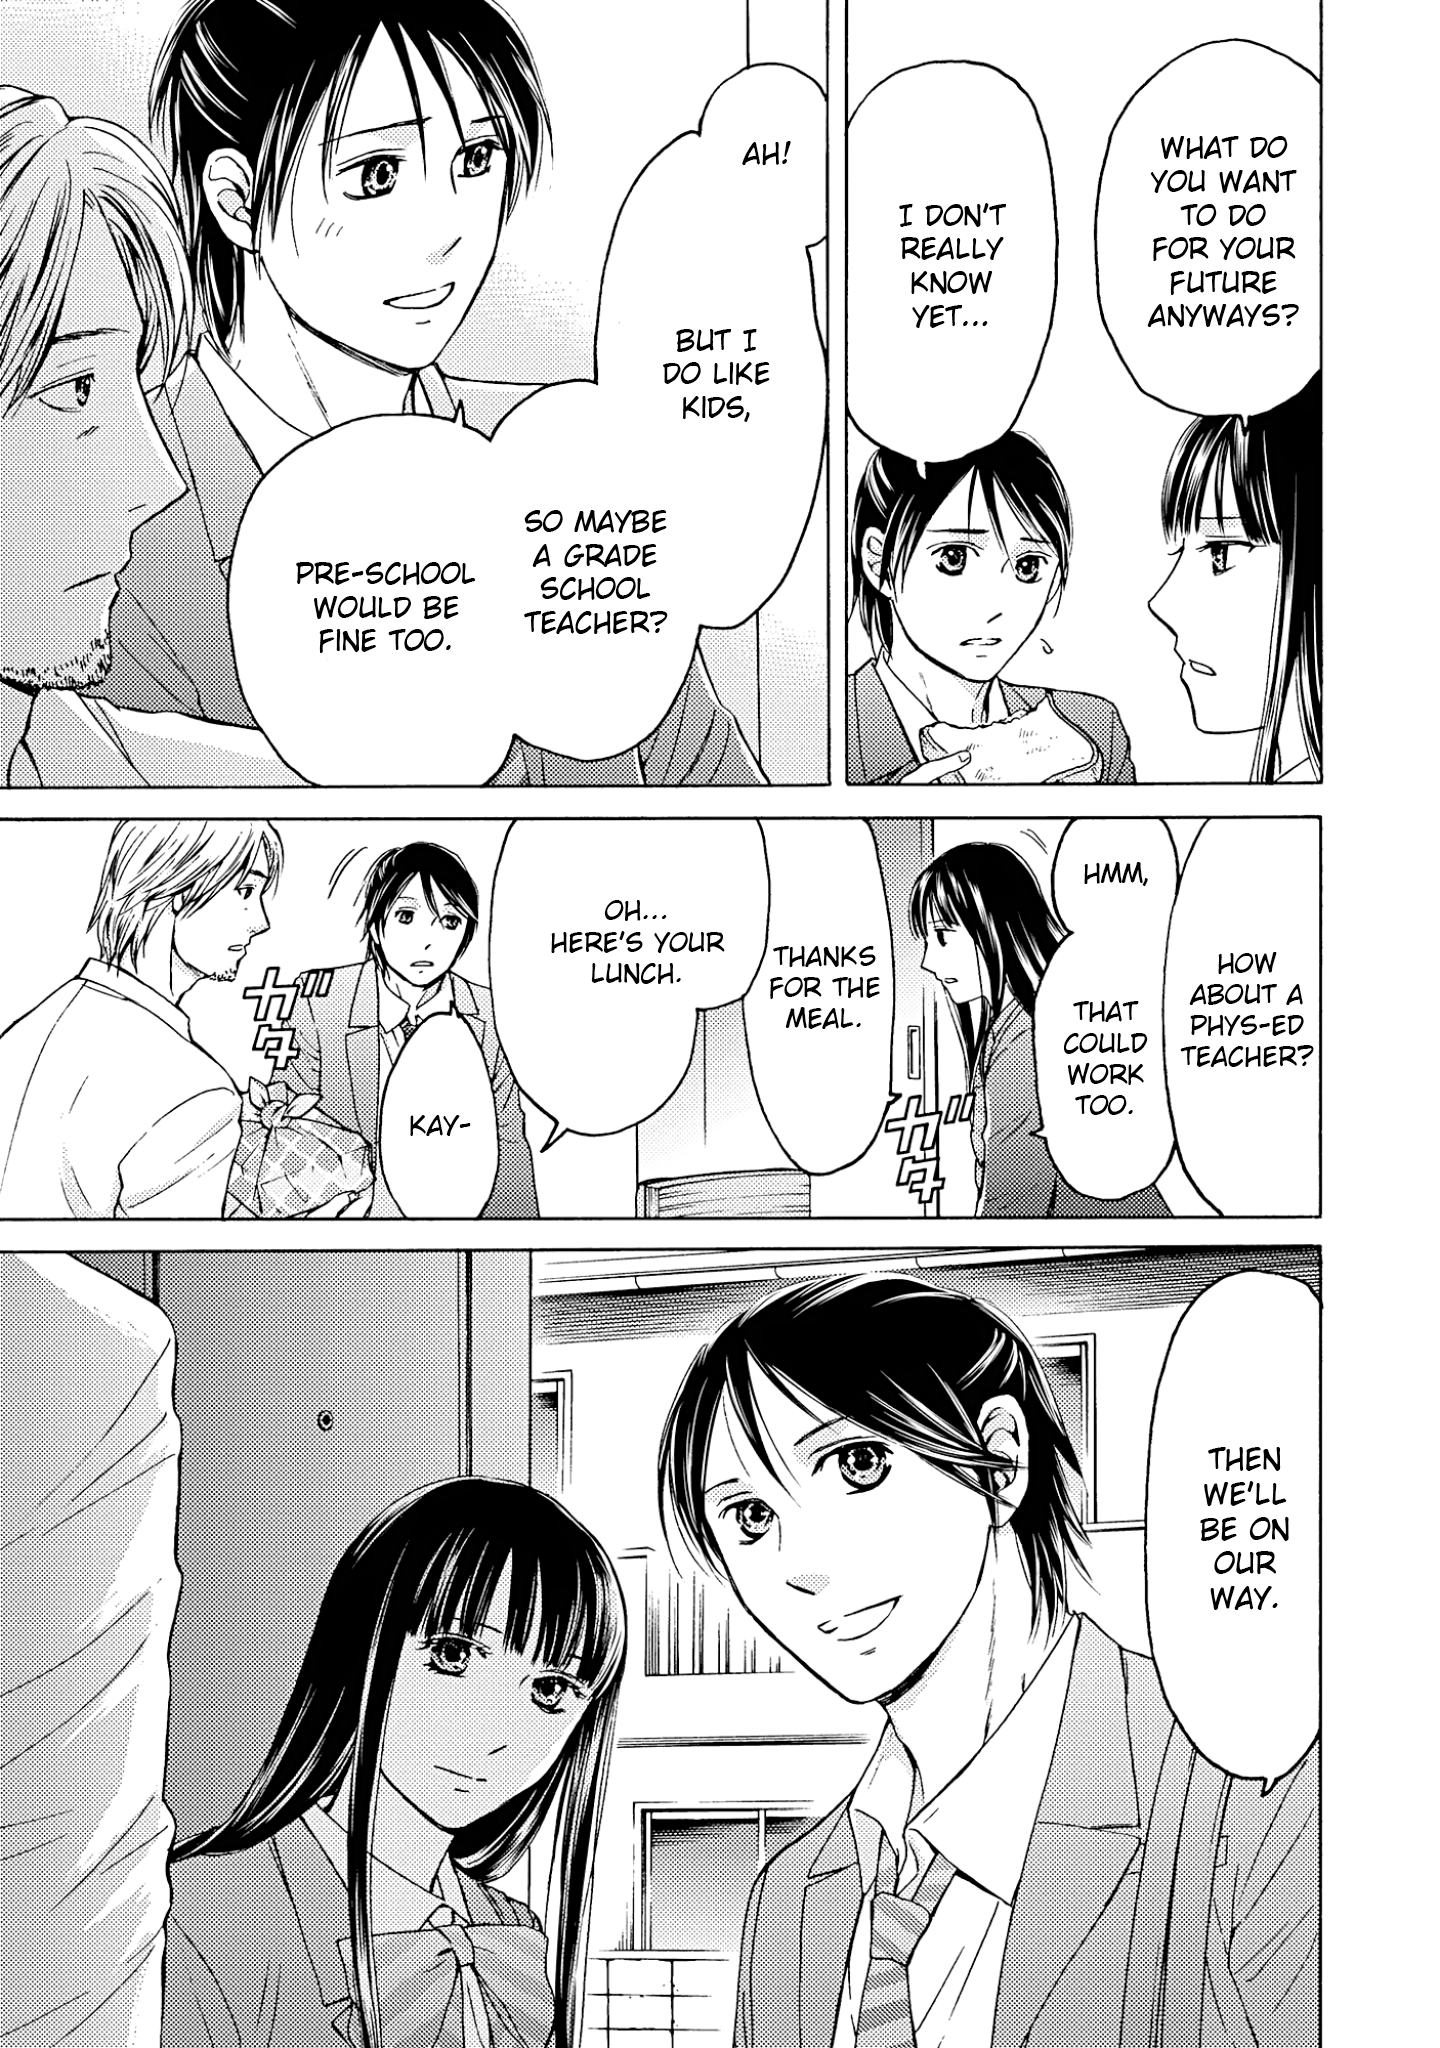 WHAT DO
YOU WANT
TO DO
FOR YOUR
FUTURE
ANYWAYS?
I DON'T
REALLY
KNOW
YET...
AH!
BUT I
DO LIKE
KIDS,
SO MAYBE
A GRADE
SCHOOL
TEACHER?
PRE-SCHOOL
WOULD BE
FINE TOO.
HOW
ABOUT A
PHYS-ED
TEACHER?
HMM,
THAT
COULD
WORK
TOO.
ガタ
THANKS
FOR THE
MEAL.
OH...
HERE'S YOUR
LUNCH.
KAY-
ガタ
THEN
WE'LL
BE ON
OUR
WAY.